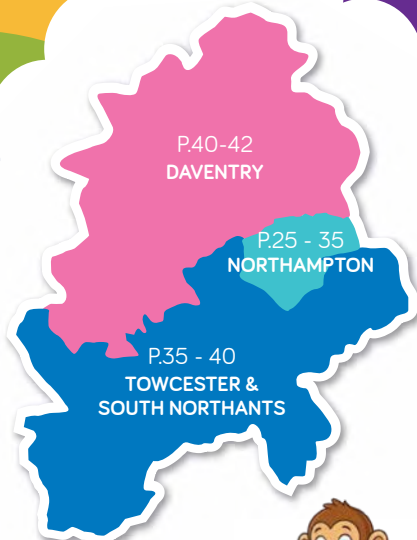 P.40-42
DAVENTRY
P.25 - 35
NORTHAMPTON
P.35 - 40
TOWCESTER &
SOUTH NORTHANTS